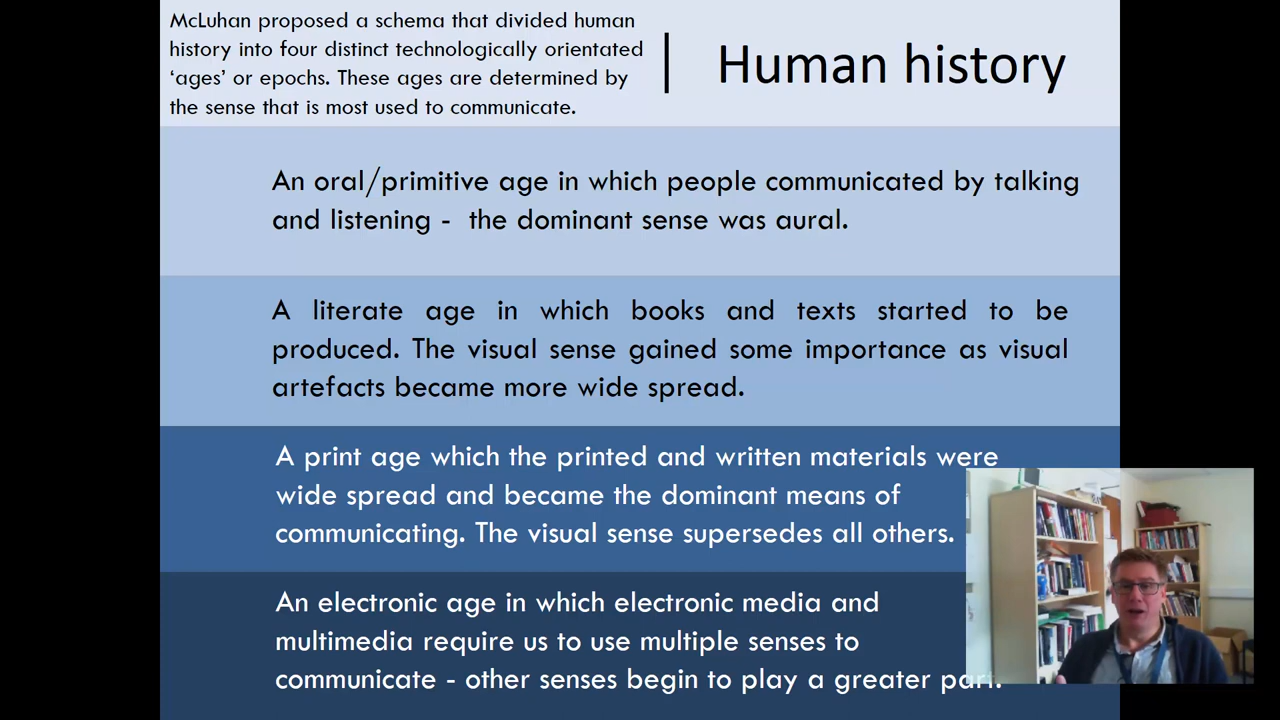 McLuhan proposed a schema that divided human
history into four distinct technologically orientated
‘ages’ or epochs. These ages are determined by
the sense that is most used to communicate.
Human history
An oral/primitive age in which people communicated by talking
and listening - the dominant sense was aural.
A literate age in which books and texts started to be
produced. The visual sense gained some importance as visual
artefacts became more wide spread.
A print age which the printed and written materials were
wide spread and became the dominant means of
communicating. The visual sense supersedes all others.
An electronic age in which electronic media and
multimedia require us to use multiple senses to
communicate - other senses begin to play a greater part.